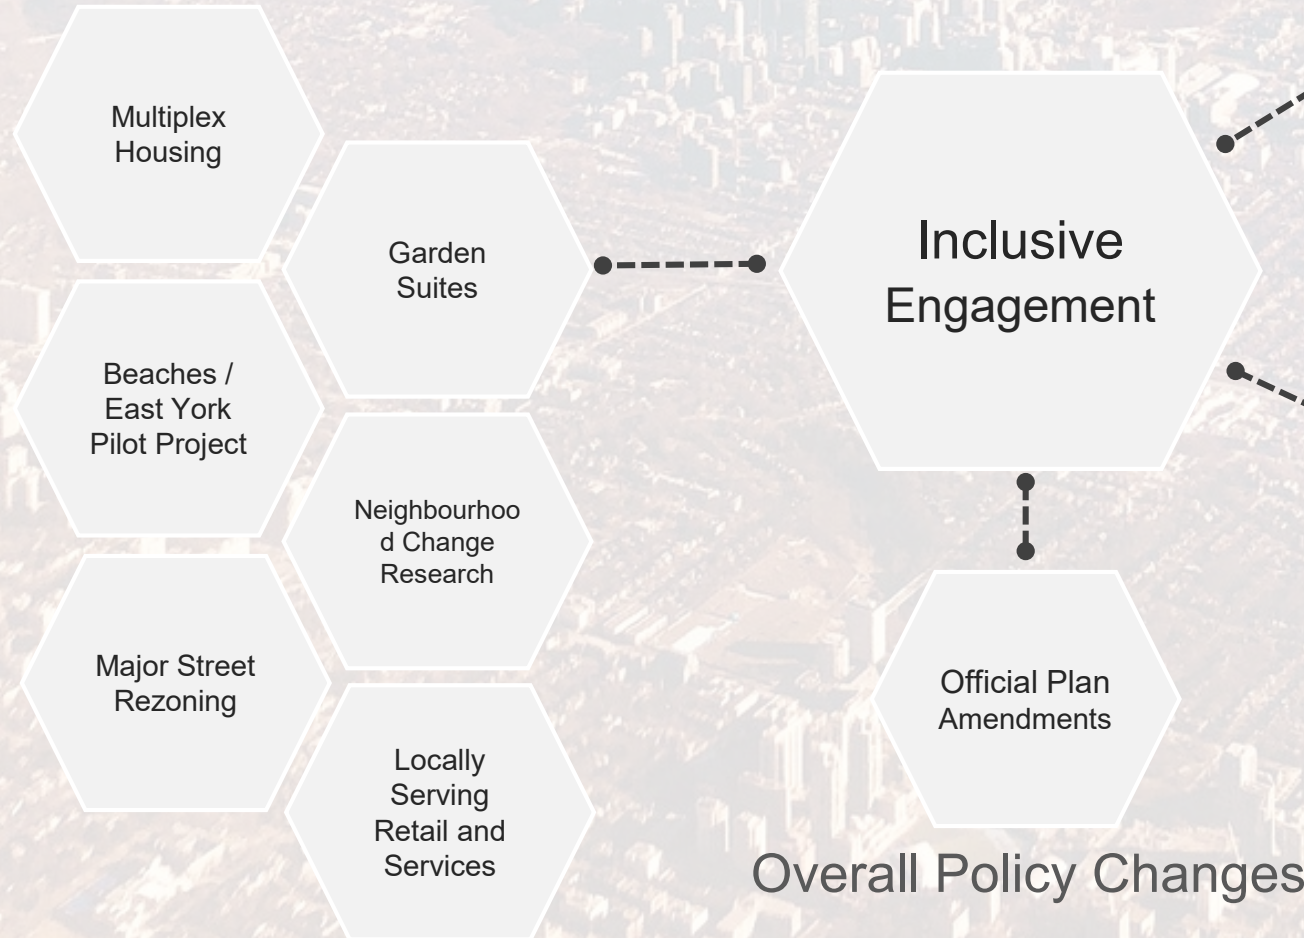 Multiplex
Housing
Garden
Suites
Beaches /
East York
Pilot Project
Neighbourhoo
d Change
Research
Major Street
Rezoning
Locally
Serving
Retail and
Services
Inclusive
Engagement
Official Plan
Amendments
Overall Policy Changes